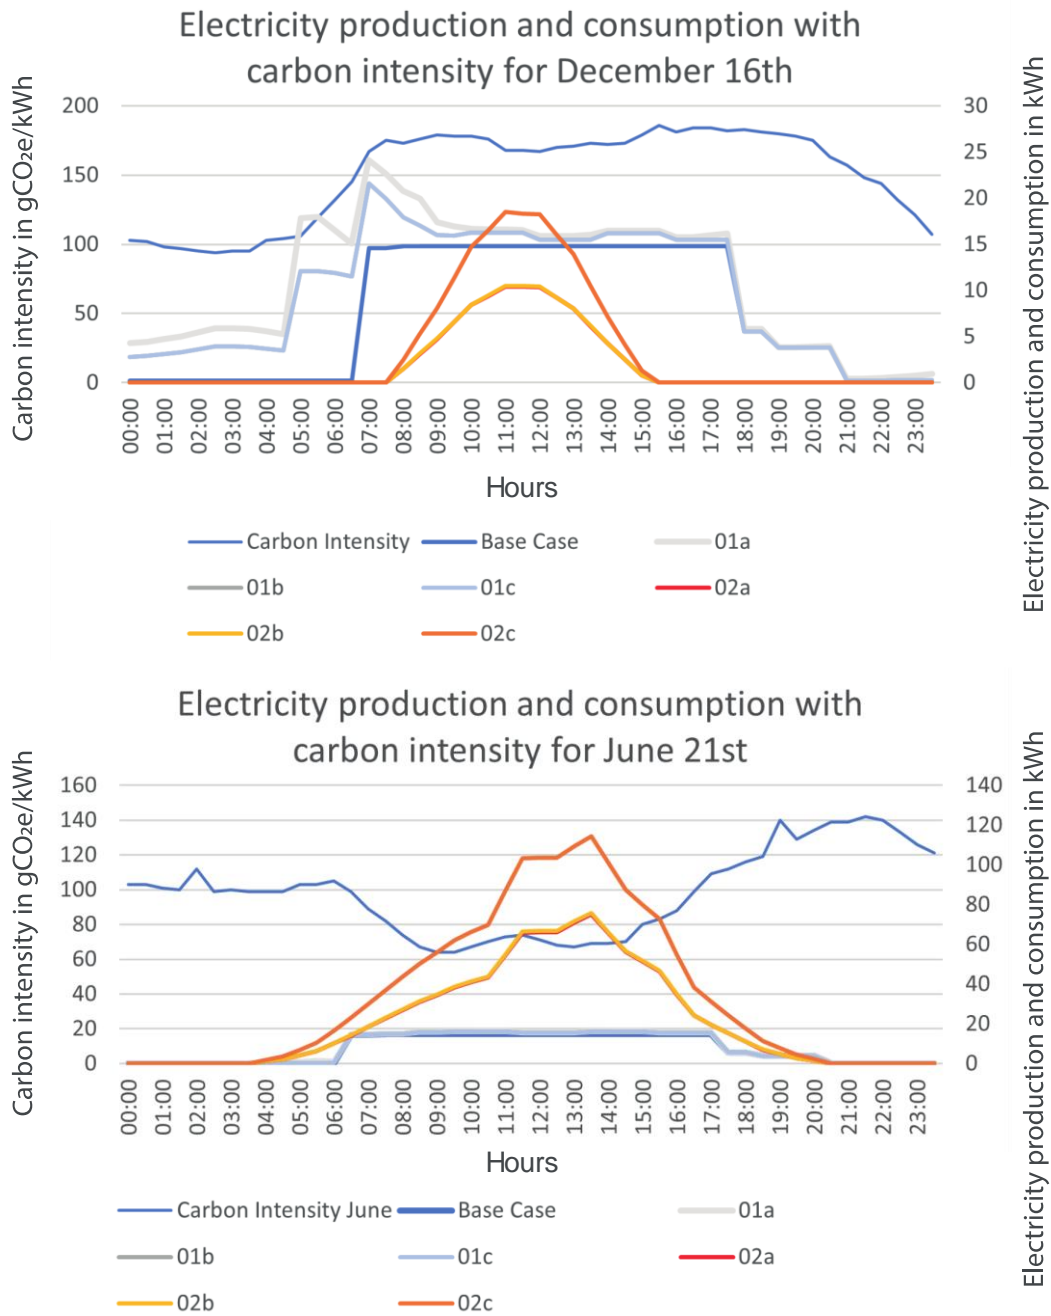 Electricity production and consumption with
carbon intensity for December 16th
Carbon intensity in gCO₂e/kWh
Electricity production and consumption in kWh
200
150
100
50
0
30
25
20
15
10
5
0
00:00 01:00 02:00 03:00 04:00 05:00 06:00 07:00 08:00 09:00 10:00 11:00 12:00 13:00 14:00 15:00 16:00 17:00 18:00 19:00 20:00 21:00 22:00 23:00
Hours
Carbon Intensity Base Case 01a
01b 01c 02a
02b 02c
Electricity production and consumption with
carbon intensity for June 21st
Carbon intensity in gCO₂e/kWh
Electricity production and consumption in kWh
160
140
120
100
80
60
40
20
0
140
120
100
80
60
40
20
0
00:00 01:00 02:00 03:00 04:00 05:00 06:00 07:00 08:00 09:00 10:00 11:00 12:00 13:00 14:00 15:00 16:00 17:00 18:00 19:00 20:00 21:00 22:00 23:00
Hours
Carbon Intensity June Base Case 01a
01b 01c 02a
02b 02c